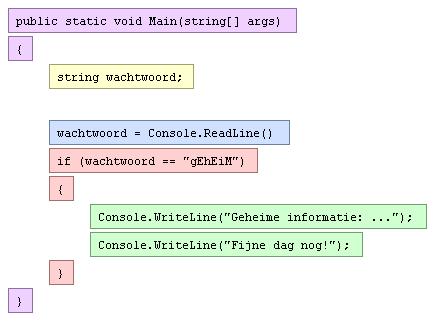 public static void Main(string[] args)
{
string wachtwoord;
wachtwoord = Console.ReadLine()
if (wachtwoord == "gEhEiM")
{
Console.WriteLine("Geheime informatie: ...");
Console.WriteLine("Fijne dag nog!");
}
}